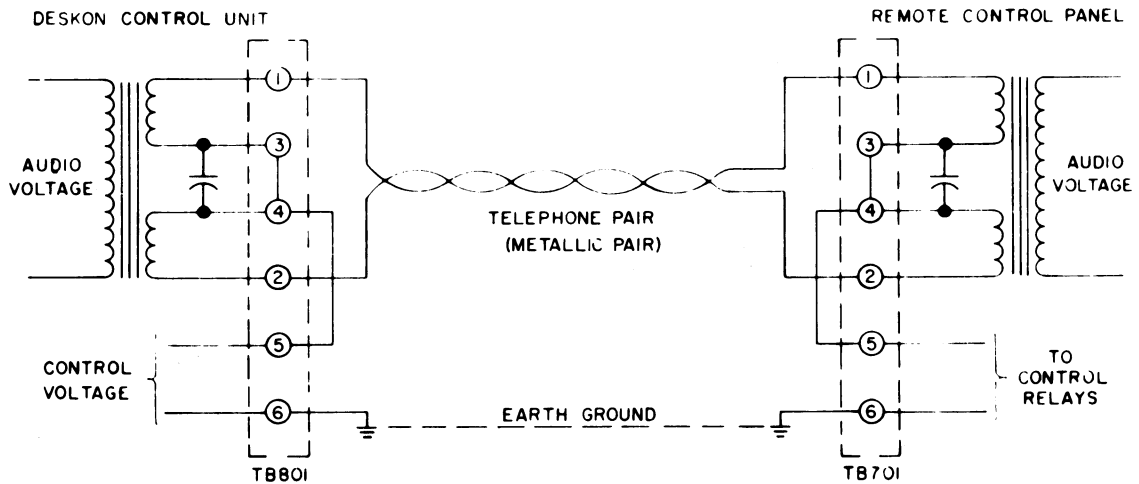 DESKON CONTROL UNIT
REMOTE CONTROL PANEL
1
3
4
2
5
6
AUDIO
VOLTAGE
CONTROL
VOLTAGE
TB801
TELEPHONE PAIR
(METALLIC PAIR)
EARTH GROUND
1
3
4
2
5
6
AUDIO
VOLTAGE
TO
CONTROL
RELAYS
TB701